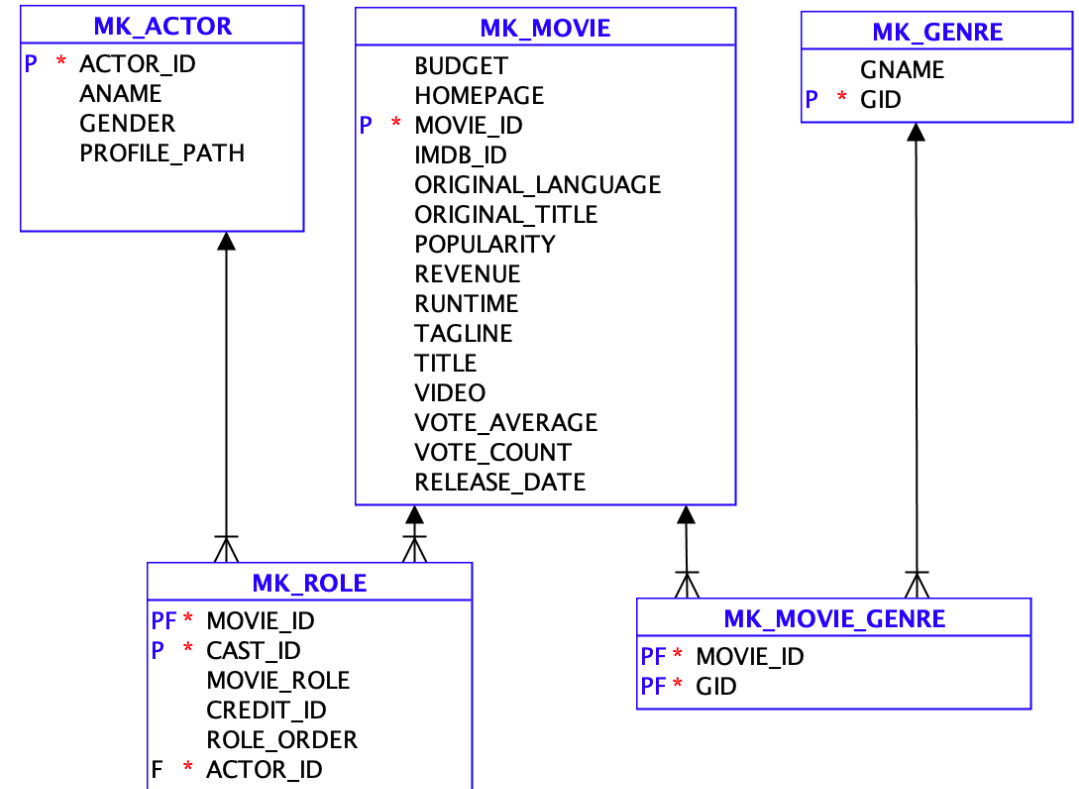 MK_ACTOR
P * ACTOR_ID
ANAME
GENDER
PROFILE_PATH
MK_MOVIE
BUDGET
HOMEPAGE
P * MOVIE_ID
IMDB_ID
ORIGINAL_LANGUAGE
ORIGINAL_TITLE
POPULARITY
REVENUE
RUNTIME
TAGLINE
TITLE
VIDEO
VOTE_AVERAGE
VOTE_COUNT
RELEASE_DATE
MK_GENRE
GNAME
P * GID
MK_ROLE
PF * MOVIE_ID
P * CAST_ID
MOVIE_ROLE
CREDIT_ID
ROLE_ORDER
F * ACTOR_ID
MK_MOVIE_GENRE
PF * MOVIE_ID
PF * GID